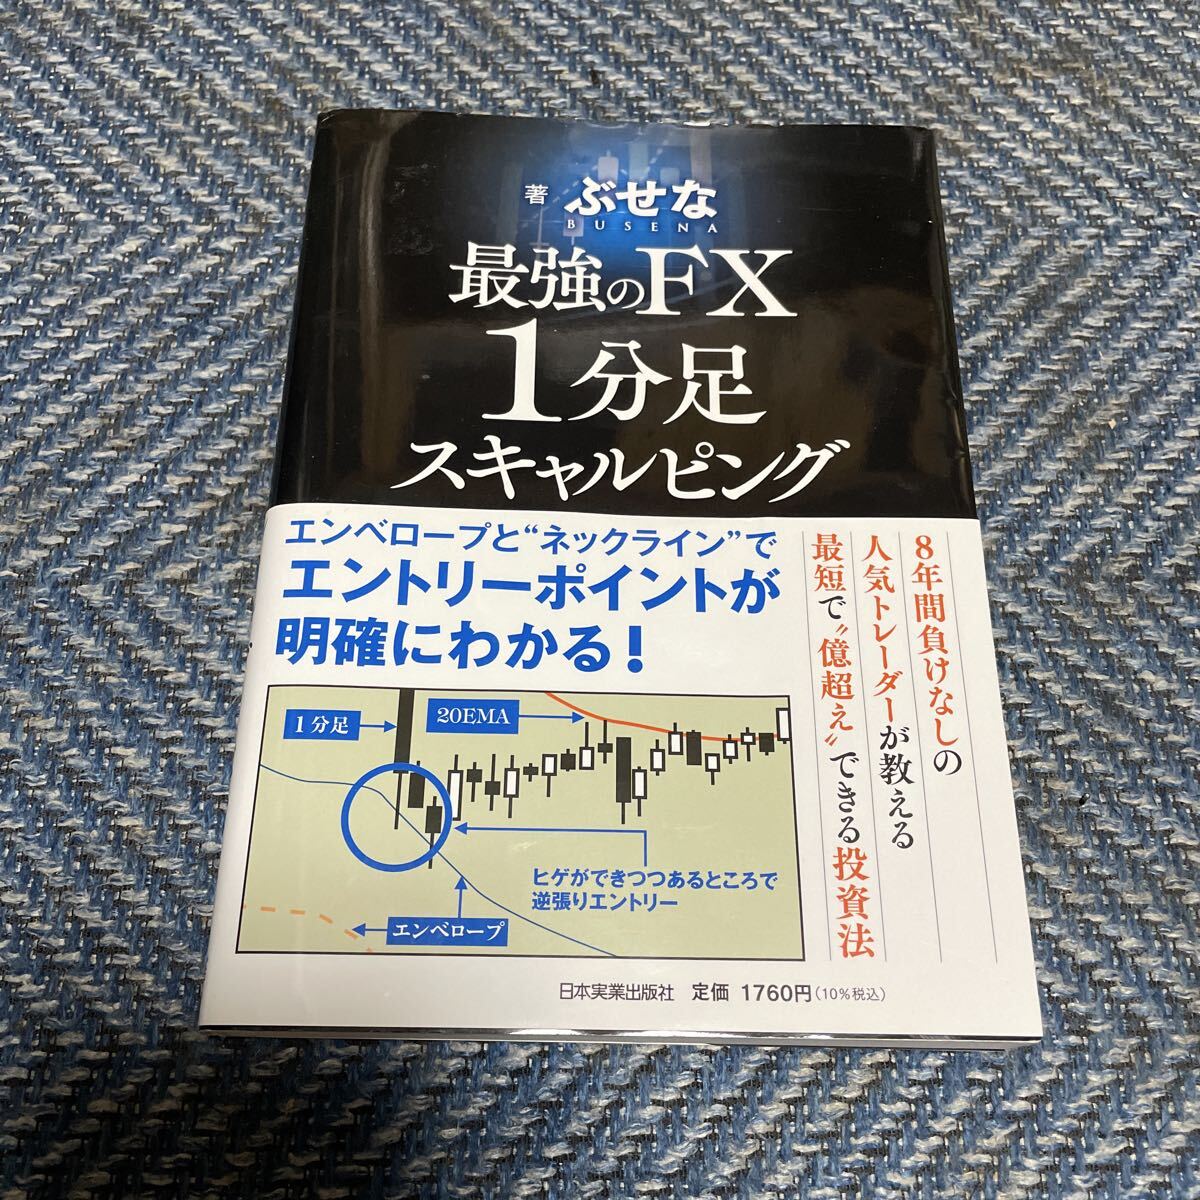 著 ぶせな
BUSENA
最強のFX
1分足
スキャルピング
エンベロープと“ネックライン”で
エントリーポイントが
明確にわかる!
8年間負けなしの
人気トレーダーが教える
最短で〝億超え〟できる投資法
1分足
20EMA
ヒゲができつつあるところで
逆張りエントリー
エンベロープ
日本実業出版社 定価 1760円(10%税込)